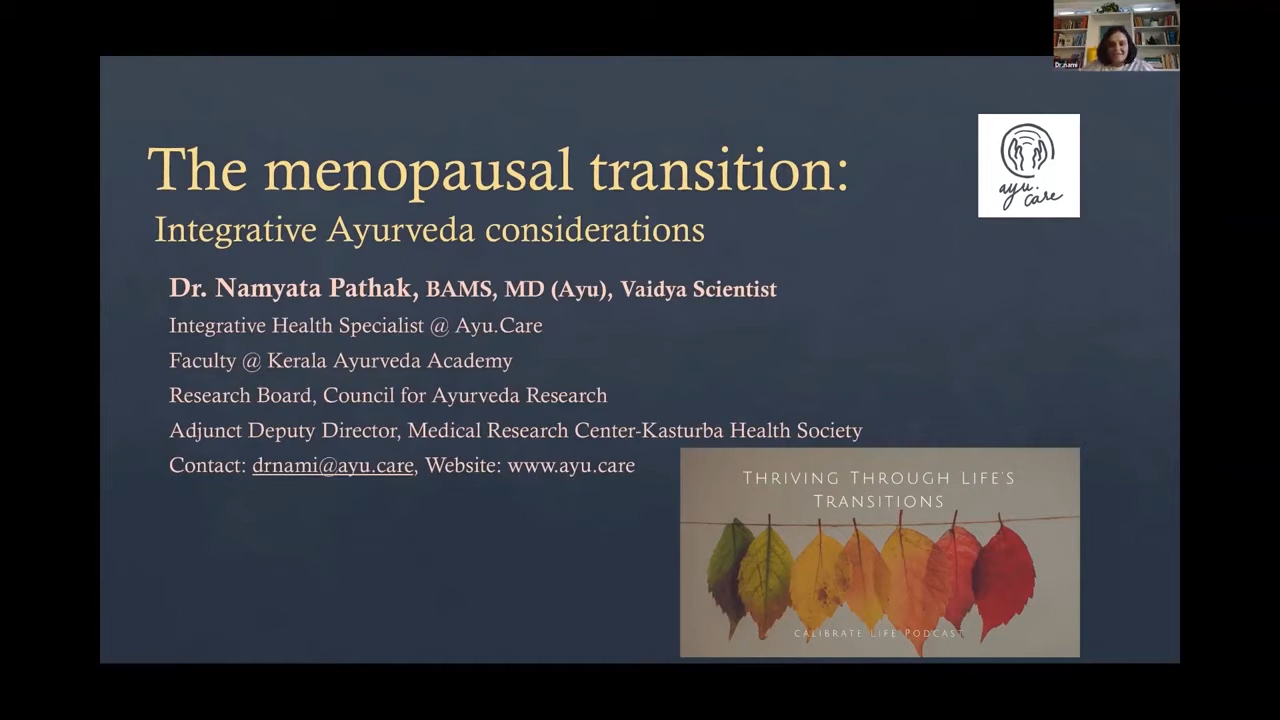 Dr.nami
ayu.
care
The menopausal transition:
Integrative Ayurveda considerations
Dr. Namyata Pathak, BAMS, MD (Ayu), Vaidya Scientist
Integrative Health Specialist @ Ayu.Care
Faculty @ Kerala Ayurveda Academy
Research Board, Council for Ayurveda Research
Adjunct Deputy Director, Medical Research Center-Kasturba Health Society
Contact: drnami@ayu.care, Website: www.ayu.care
THRIVING THROUGH LIFE'S
TRANSITIONS
CALIBRATE LIFE PODCAST